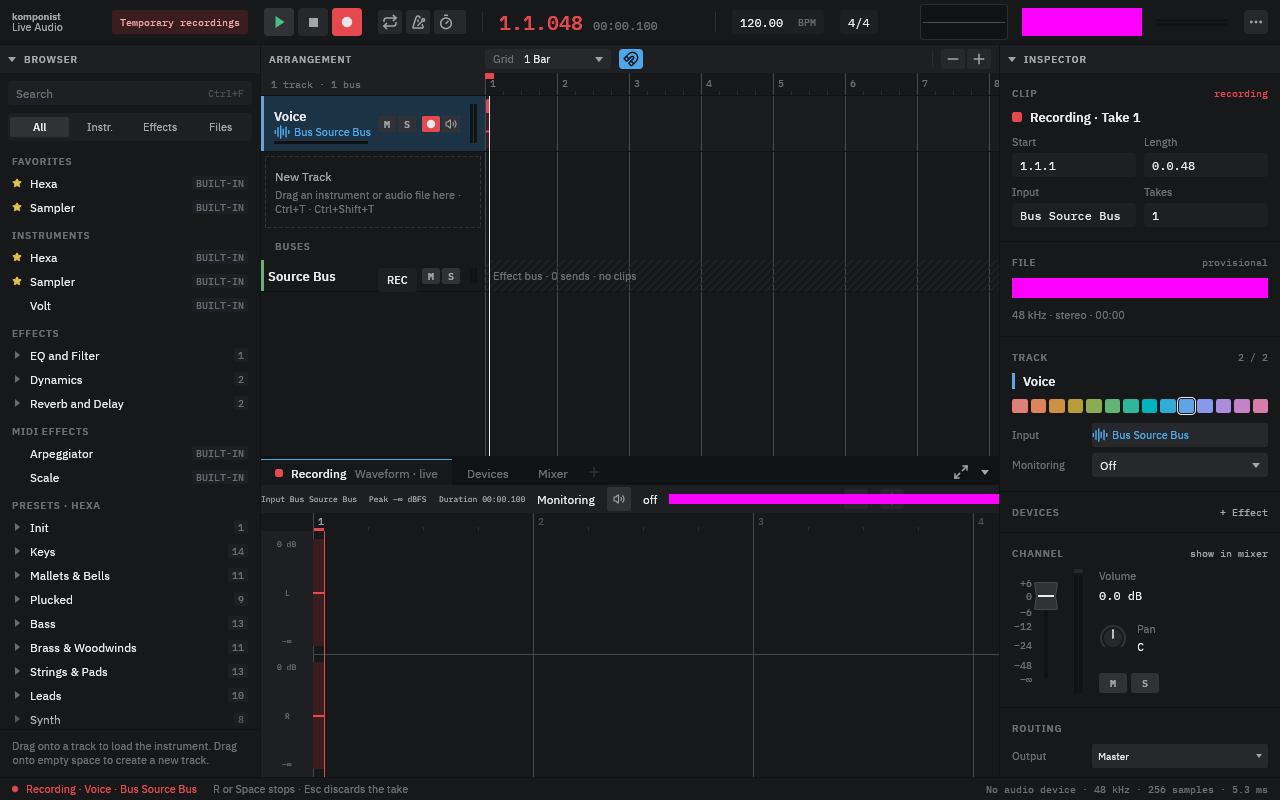 komponist
Live Audio
Temporary recordings
1.1.048
00:00.100
120.00 BPM
4/4
BROWSER
Search
Ctrl+F
All
Instr.
Effects
Files
FAVORITES
Hexa
BUILT-IN
Sampler
BUILT-IN
INSTRUMENTS
Hexa
BUILT-IN
Sampler
BUILT-IN
Volt
BUILT-IN
EFFECTS
EQ and Filter
1
Dynamics
2
Reverb and Delay
2
MIDI EFFECTS
Arpeggiator
BUILT-IN
Scale
BUILT-IN
PRESETS · HEXA
Init
1
Keys
14
Mallets & Bells
11
Plucked
9
Bass
13
Brass & Woodwinds
11
Strings & Pads
13
Leads
10
Synth
8
Drag onto a track to load the instrument. Drag
onto empty space to create a new track.
ARRANGEMENT
Grid 1 Bar
1 track · 1 bus
1
2
3
4
5
6
7
8
Voice
Bus Source Bus
M
S
New Track
Drag an instrument or audio file here ·
Ctrl+T · Ctrl+Shift+T
BUSES
Source Bus
REC
M
S
Effect bus · 0 sends · no clips
Recording
Waveform · live
Devices
Mixer
Input Bus Source Bus
Peak -∞ dBFS
Duration 00:00.100
Monitoring
off
1
2
3
4
0 dB
L
-∞
0 dB
R
-∞
INSPECTOR
CLIP
recording
Recording · Take 1
Start
Length
1.1.1
0.0.48
Input
Takes
Bus Source Bus
1
FILE
provisional
48 kHz · stereo · 00:00
TRACK
2 / 2
Voice
Input
Bus Source Bus
Monitoring
Off
DEVICES
+ Effect
CHANNEL
show in mixer
+6
0
-6
-12
-24
-48
-∞
Volume
0.0 dB
Pan
C
M
S
ROUTING
Output
Master
Recording · Voice · Bus Source Bus
R or Space stops · Esc discards the take
No audio device · 48 kHz · 256 samples · 5.3 ms